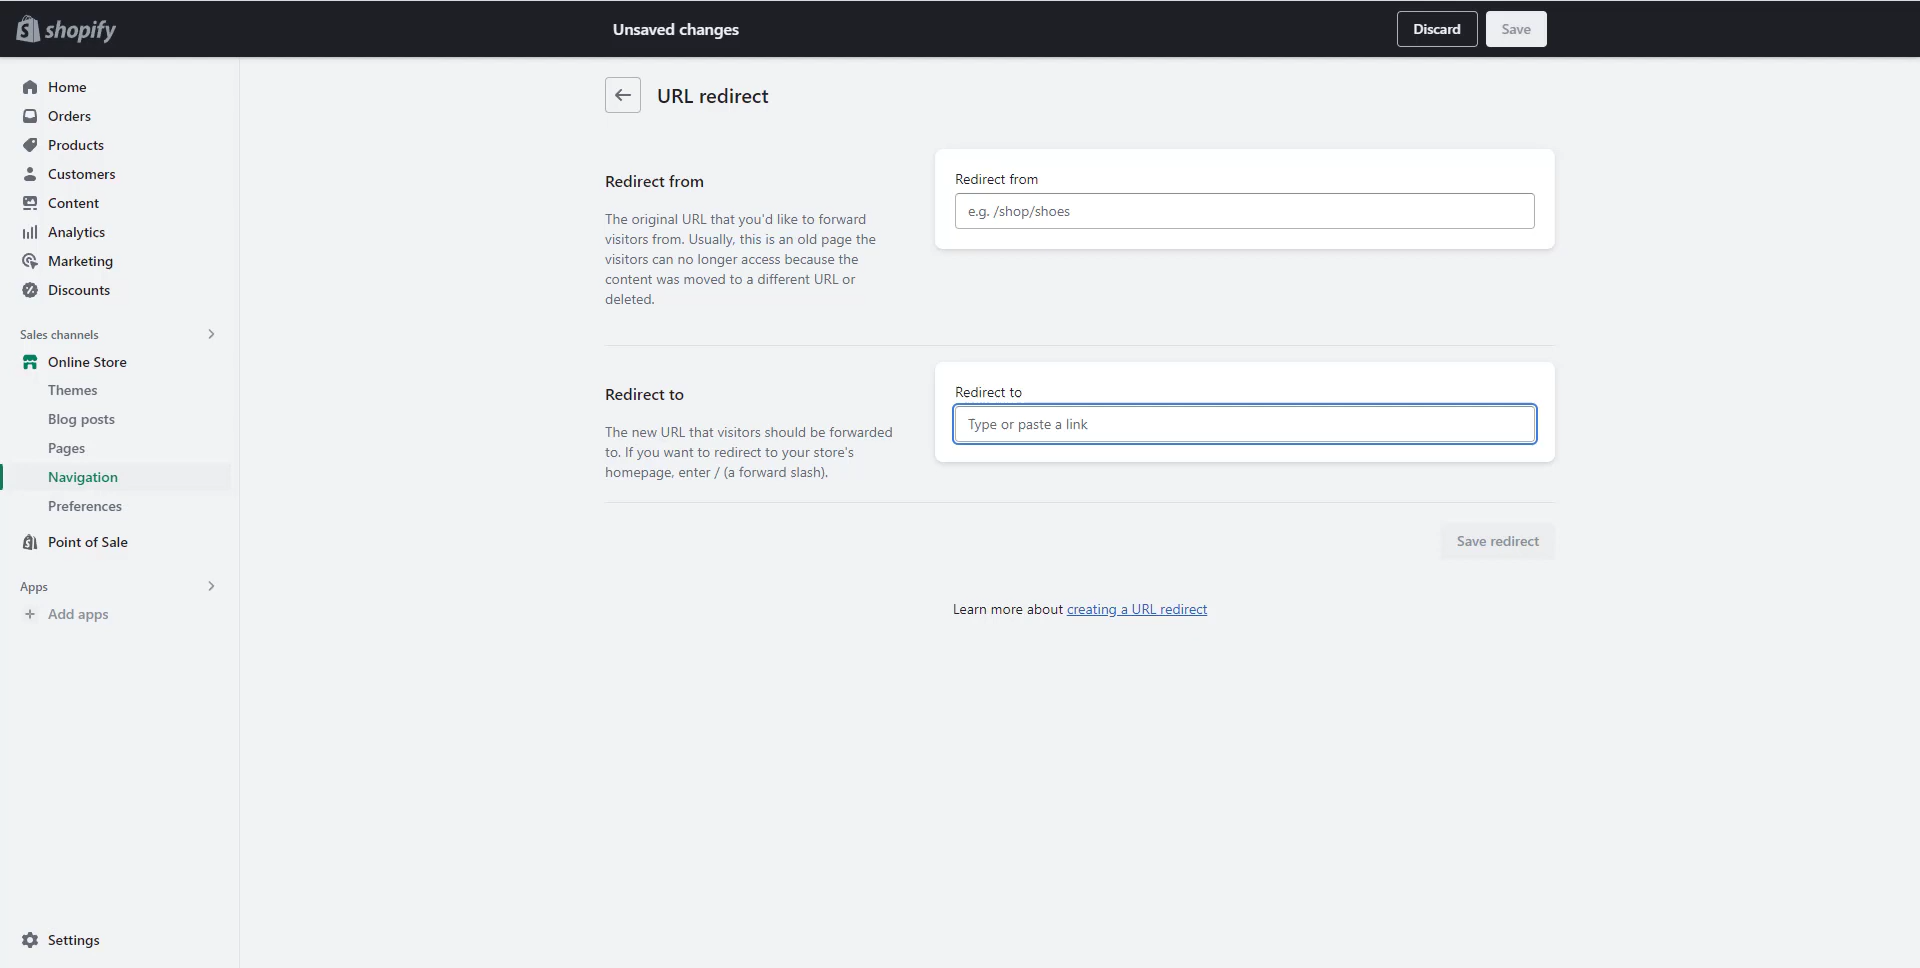 shopify
Unsaved changes
Discard
Save
Home
Orders
Products
Customers
Content
Analytics
Marketing
Discounts
Sales channels
Online Store
Themes
Blog posts
Pages
Navigation
Preferences
Point of Sale
Apps
Add apps
Settings
URL redirect
Redirect from
The original URL that you'd like to forward
visitors from. Usually, this is an old page the
visitors can no longer access because the
content was moved to a different URL or
deleted.
Redirect from
e.g. /shop/shoes
Redirect to
The new URL that visitors should be forwarded
to. If you want to redirect to your store's
homepage, enter / (a forward slash).
Redirect to
Type or paste a link
Save redirect
Learn more about creating a URL redirect